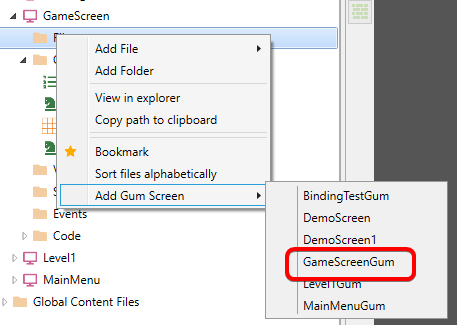 GameScreen
Add File
Add Folder
View in explorer
Copy path to clipboard
Bookmark
Sort files alphabetically
Add Gum Screen
BindingTestGum
DemoScreen
DemoScreen1
GameScreenGum
Level1Gum
MainMenuGum
Events
Code
Level1
MainMenu
Global Content Files